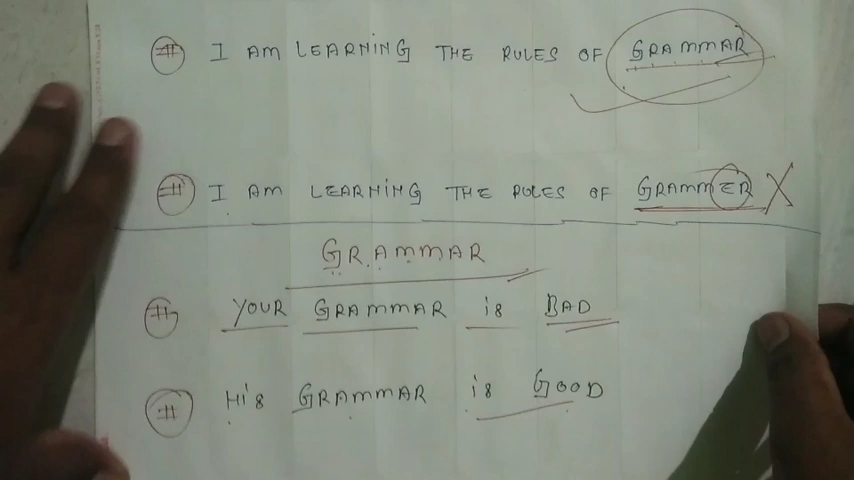 # I AM LEARNiNG THE RULES OF GRAMMAR
# I AM LEARNiNG THE RULES OF GRAMMER X
GRAMMAR
# YOUR GRAMMAR iS BAD
# HiS GRAMMAR iS GOOD